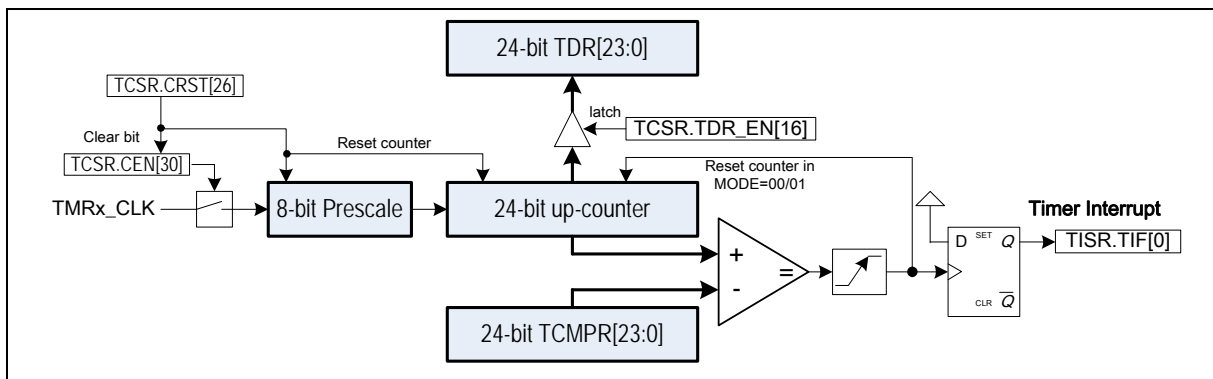 24-bit TDR[23:0]
TCSR.CRST[26]
latch
TCSR.TDR_EN[16]
Clear bit
Reset counter
TCSR.CEN[30]
Reset counter in
MODE=00/01
TMRx_CLK
8-bit Prescale
24-bit up-counter
Timer Interrupt
D SET Q
TISR.TIF[0]
+
=
-
CLR Q
24-bit TCMPR[23:0]